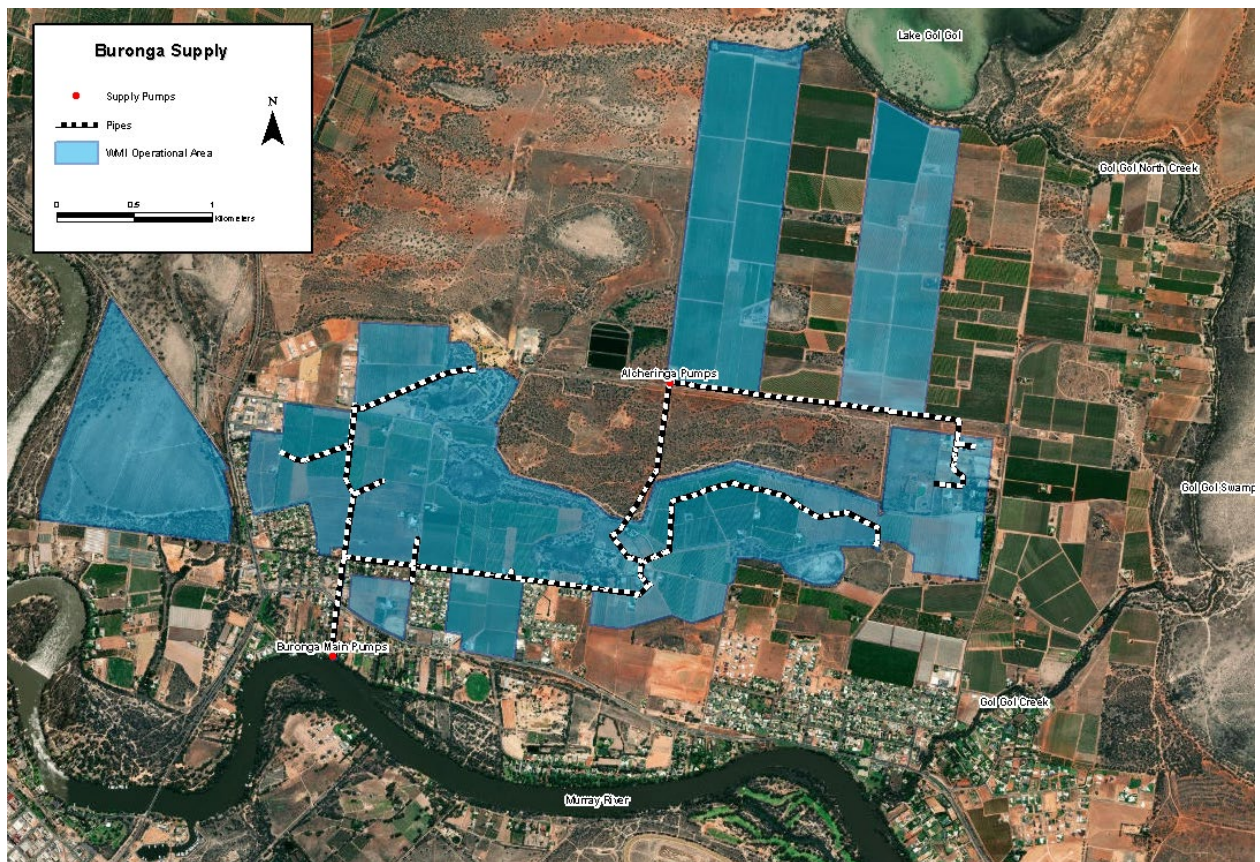 Buronga Supply
Supply Pumps
Pipes
WMI Operational Area
N
0 0.5 1
Kilometers
Lake Gol Gol
Gol Gol North Creek
Alcheringa Pumps
Gol Gol Swamp
Buronga Main Pumps
Gol Gol Creek
Murray River